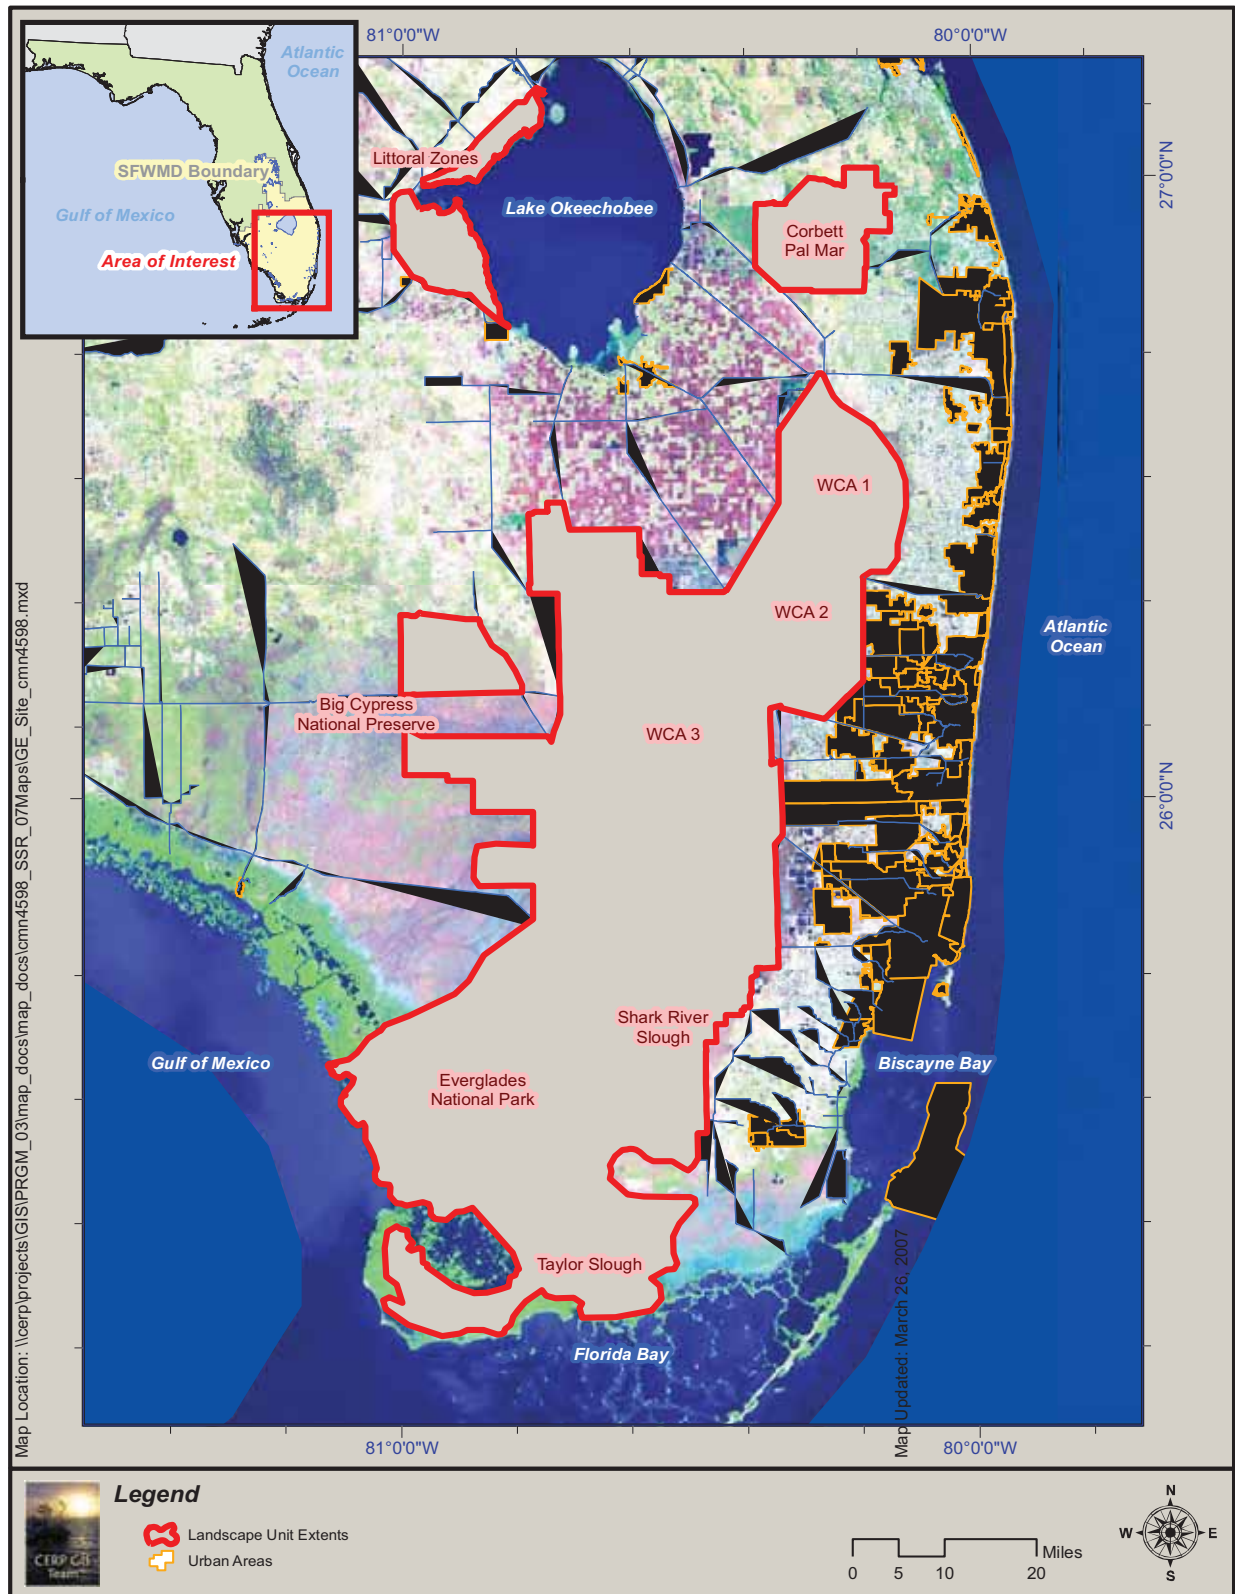 81°0'0"W
80°0'0"W
Atlantic
Ocean
SFWMD Boundary
Gulf of Mexico
Area of Interest
Littoral Zones
Lake Okeechobee
Corbett
Pal Mar
27°0'0"N
WCA 1
WCA 2
Atlantic
Ocean
Big Cypress
National Preserve
WCA 3
26°0'0"N
Shark River
Slough
Gulf of Mexico
Biscayne Bay
Everglades
National Park
Taylor Slough
Florida Bay
Map Location: \\cerp\projects\GIS\PRGM_03\map_docs\map_docs\cmn4598_SSR_07Maps\GE_Site_cmn4598.mxd
Map Updated: March 26, 2007
81°0'0"W
80°0'0"W
CERP GIS
Team
Legend
Landscape Unit Extents
Urban Areas
Miles
0 5 10 20
N
W E
S